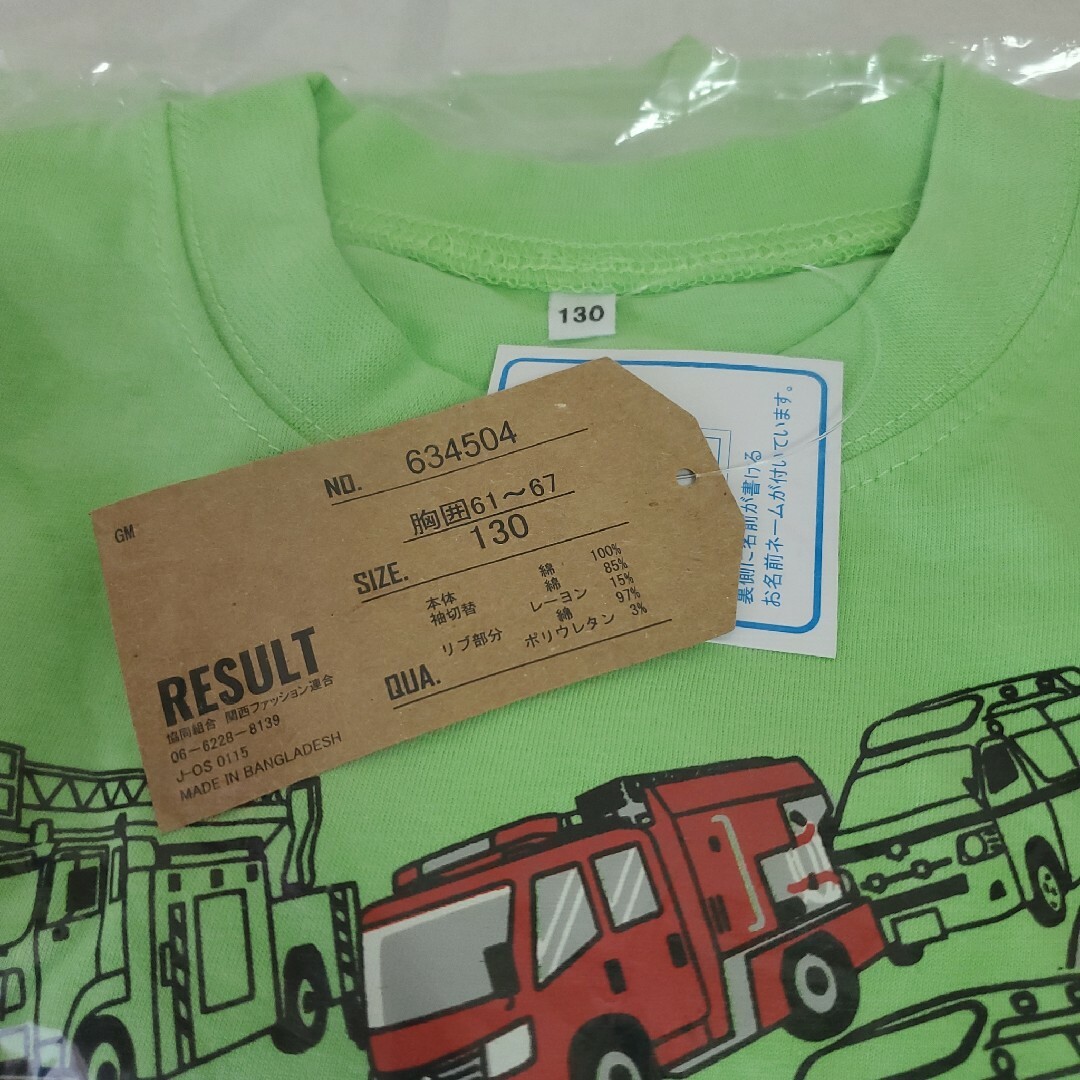 130
裏側に名前が書ける
お名前ネームが付いています。
GM
NO. 634504
胸囲61～67
SIZE. 130
本体 綿 100%
袖切替 綿 85%
レーヨン 15%
リブ部分 綿 97%
ポリウレタン 3%
QUA.
RESULT
協同組合 関西ファッション連合
06-6228-8139
J-OS 0115
MADE IN BANGLADESH